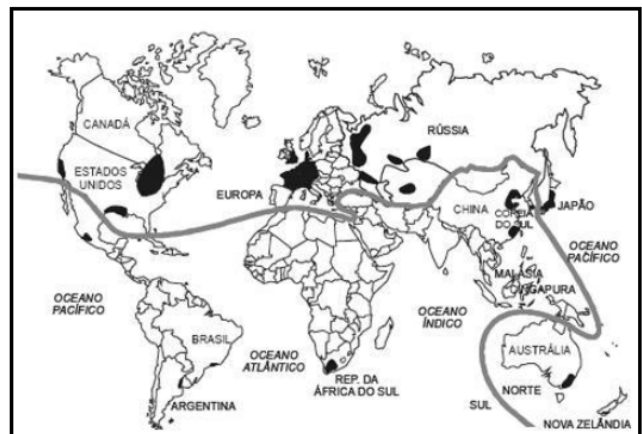 CANADÁ
RÚSSIA
ESTADOS
UNIDOS
EUROPA
CHINA
COREIA
DO SUL
JAPÃO
OCEANO
PACÍFICO
MALÁSIA
CINGAPURA
OCEANO
PACÍFICO
OCEANO
ÍNDICO
BRASIL
OCEANO
ATLÂNTICO
AUSTRÁLIA
REP. DA
ÁFRICA DO SUL
NORTE
ARGENTINA
SUL
NOVA ZELÂNDIA